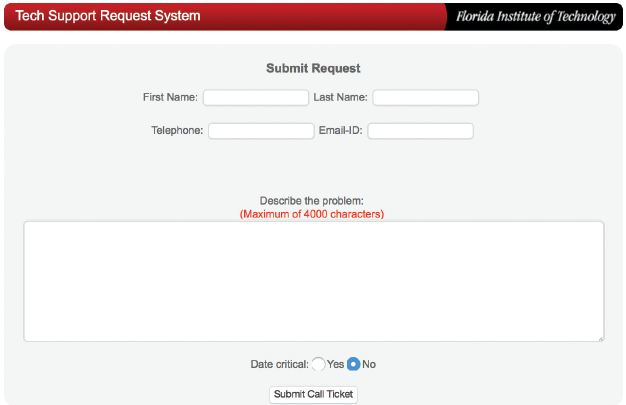 Tech Support Request System Florida Institute of Technology
Submit Request
First Name: Last Name:
Telephone: Email-ID:
Describe the problem:
(Maximum of 4000 characters)
Date critical: Yes No
Submit Call Ticket